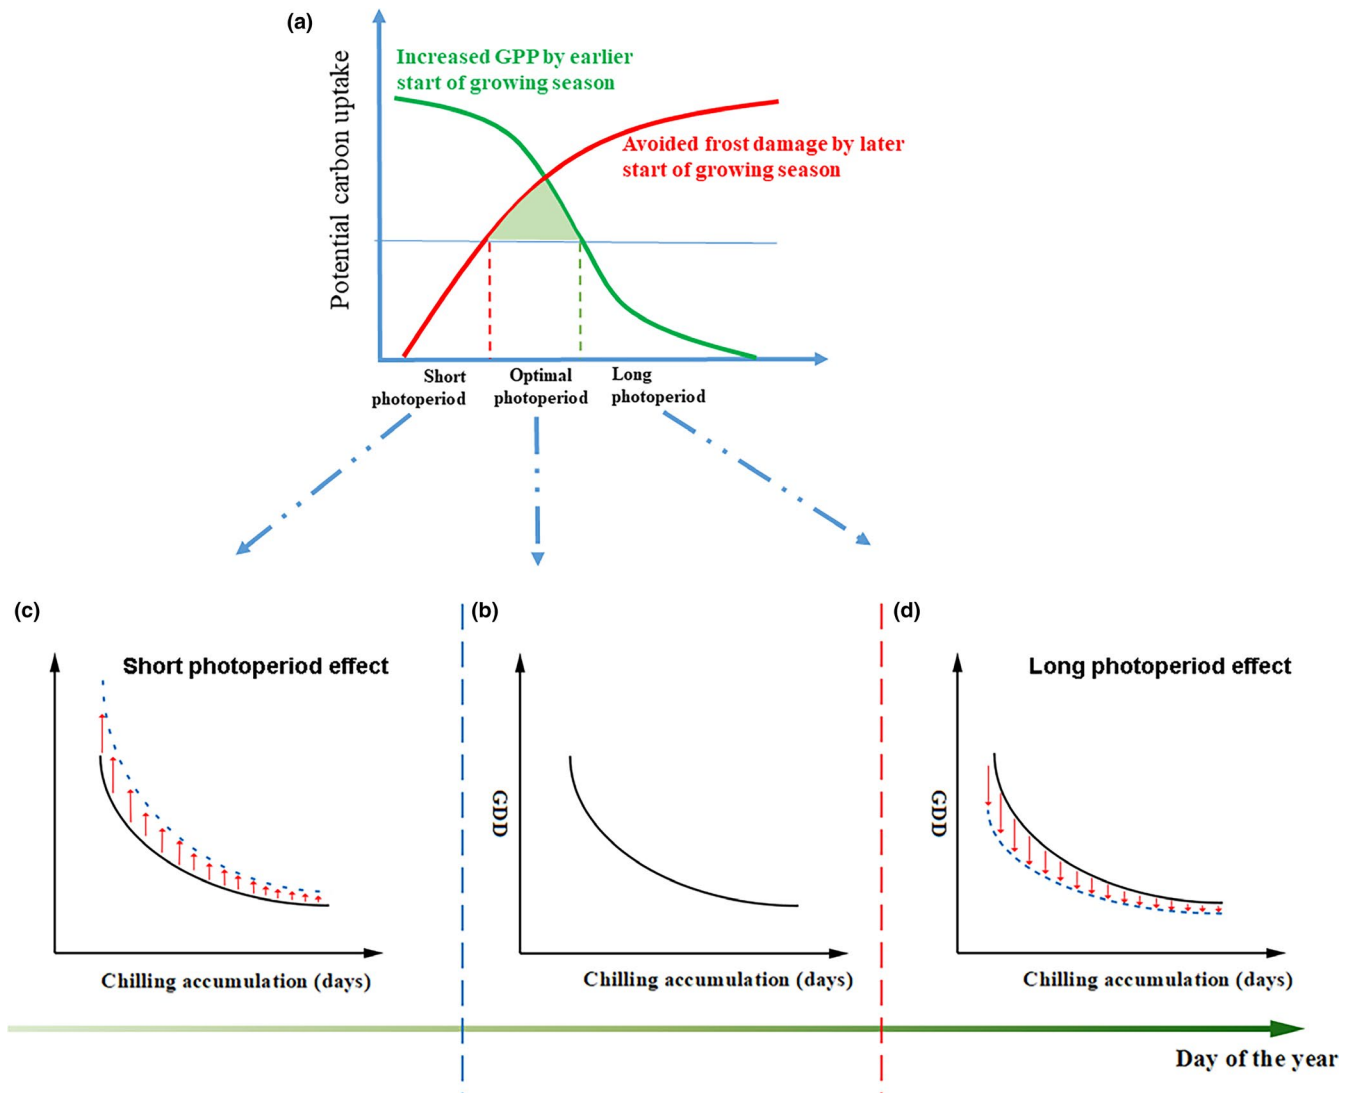 (a)
Potential carbon uptake
Increased GPP by earlier
start of growing season
Avoided frost damage by later
start of growing season
Short
photoperiod
Optimal
photoperiod
Long
photoperiod
(c)
Short photoperiod effect
Chilling accumulation (days)
(b)
GDD
Chilling accumulation (days)
(d)
Long photoperiod effect
GDD
Chilling accumulation (days)
Day of the year